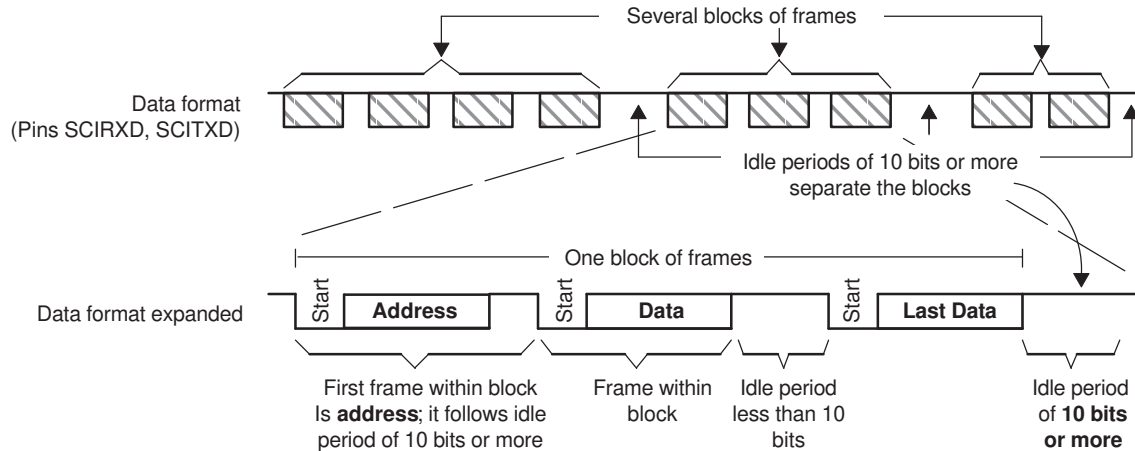 Several blocks of frames
Data format
(Pins SCIRXD, SCITXD)
Idle periods of 10 bits or more
separate the blocks
One block of frames
Data format expanded
Start
Address
Start
Data
Start
Last Data
First frame within block
Is address; it follows idle
period of 10 bits or more
Frame within
block
Idle period
less than 10
bits
Idle period
of 10 bits
or more